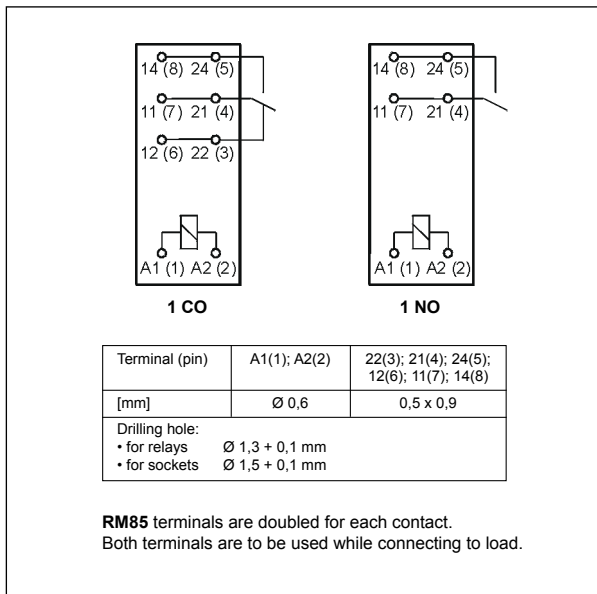 14 (8) 24 (5)
11 (7) 21 (4)
12 (6) 22 (3)
A1 (1) A2 (2)
1 CO
14 (8) 24 (5)
11 (7) 21 (4)
A1 (1) A2 (2)
1 NO
Terminal (pin) A1(1); A2(2) 22(3); 21(4); 24(5);
12(6); 11(7); 14(8)
[mm] Ø 0,6 0,5 x 0,9
Drilling hole:
• for relays Ø 1,3 + 0,1 mm
• for sockets Ø 1,5 + 0,1 mm
RM85 terminals are doubled for each contact.
Both terminals are to be used while connecting to load.